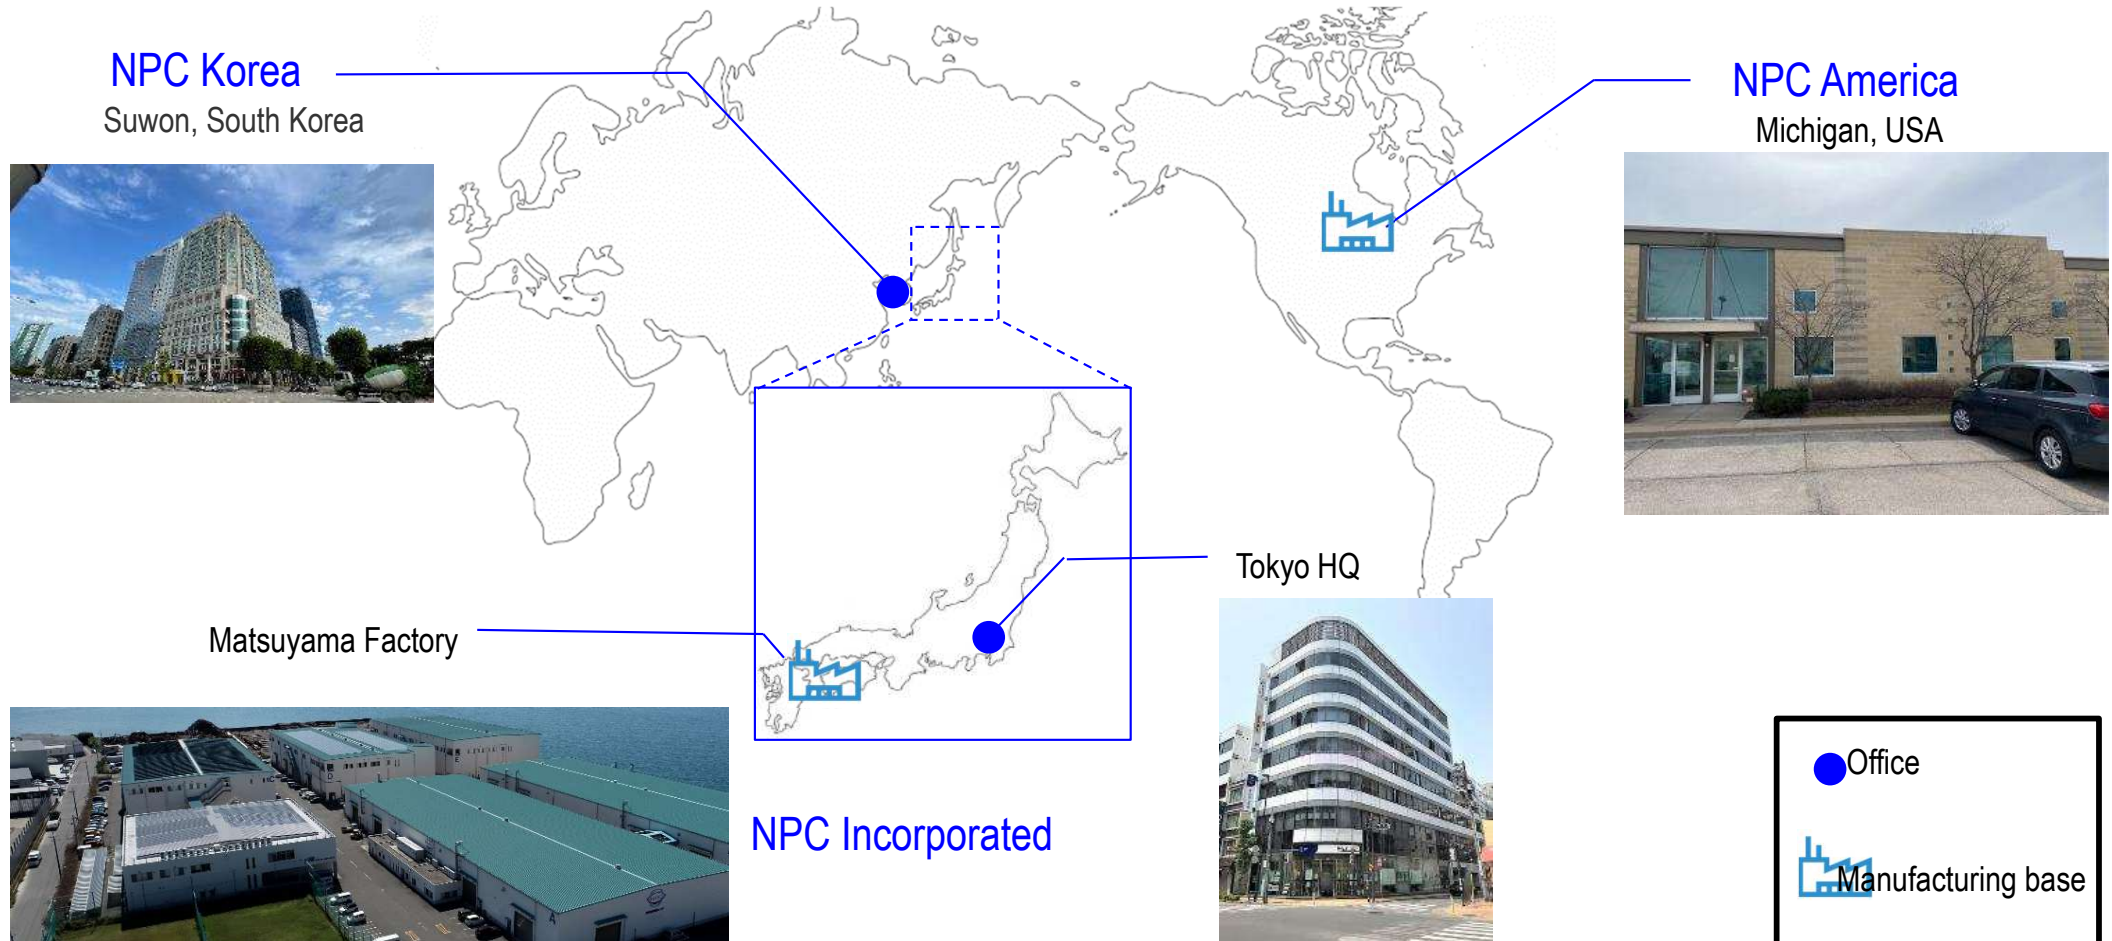 NPC Korea
Suwon, South Korea
NPC America
Michigan, USA
Tokyo HQ
Matsuyama Factory
NPC Incorporated
Office
Manufacturing base
A